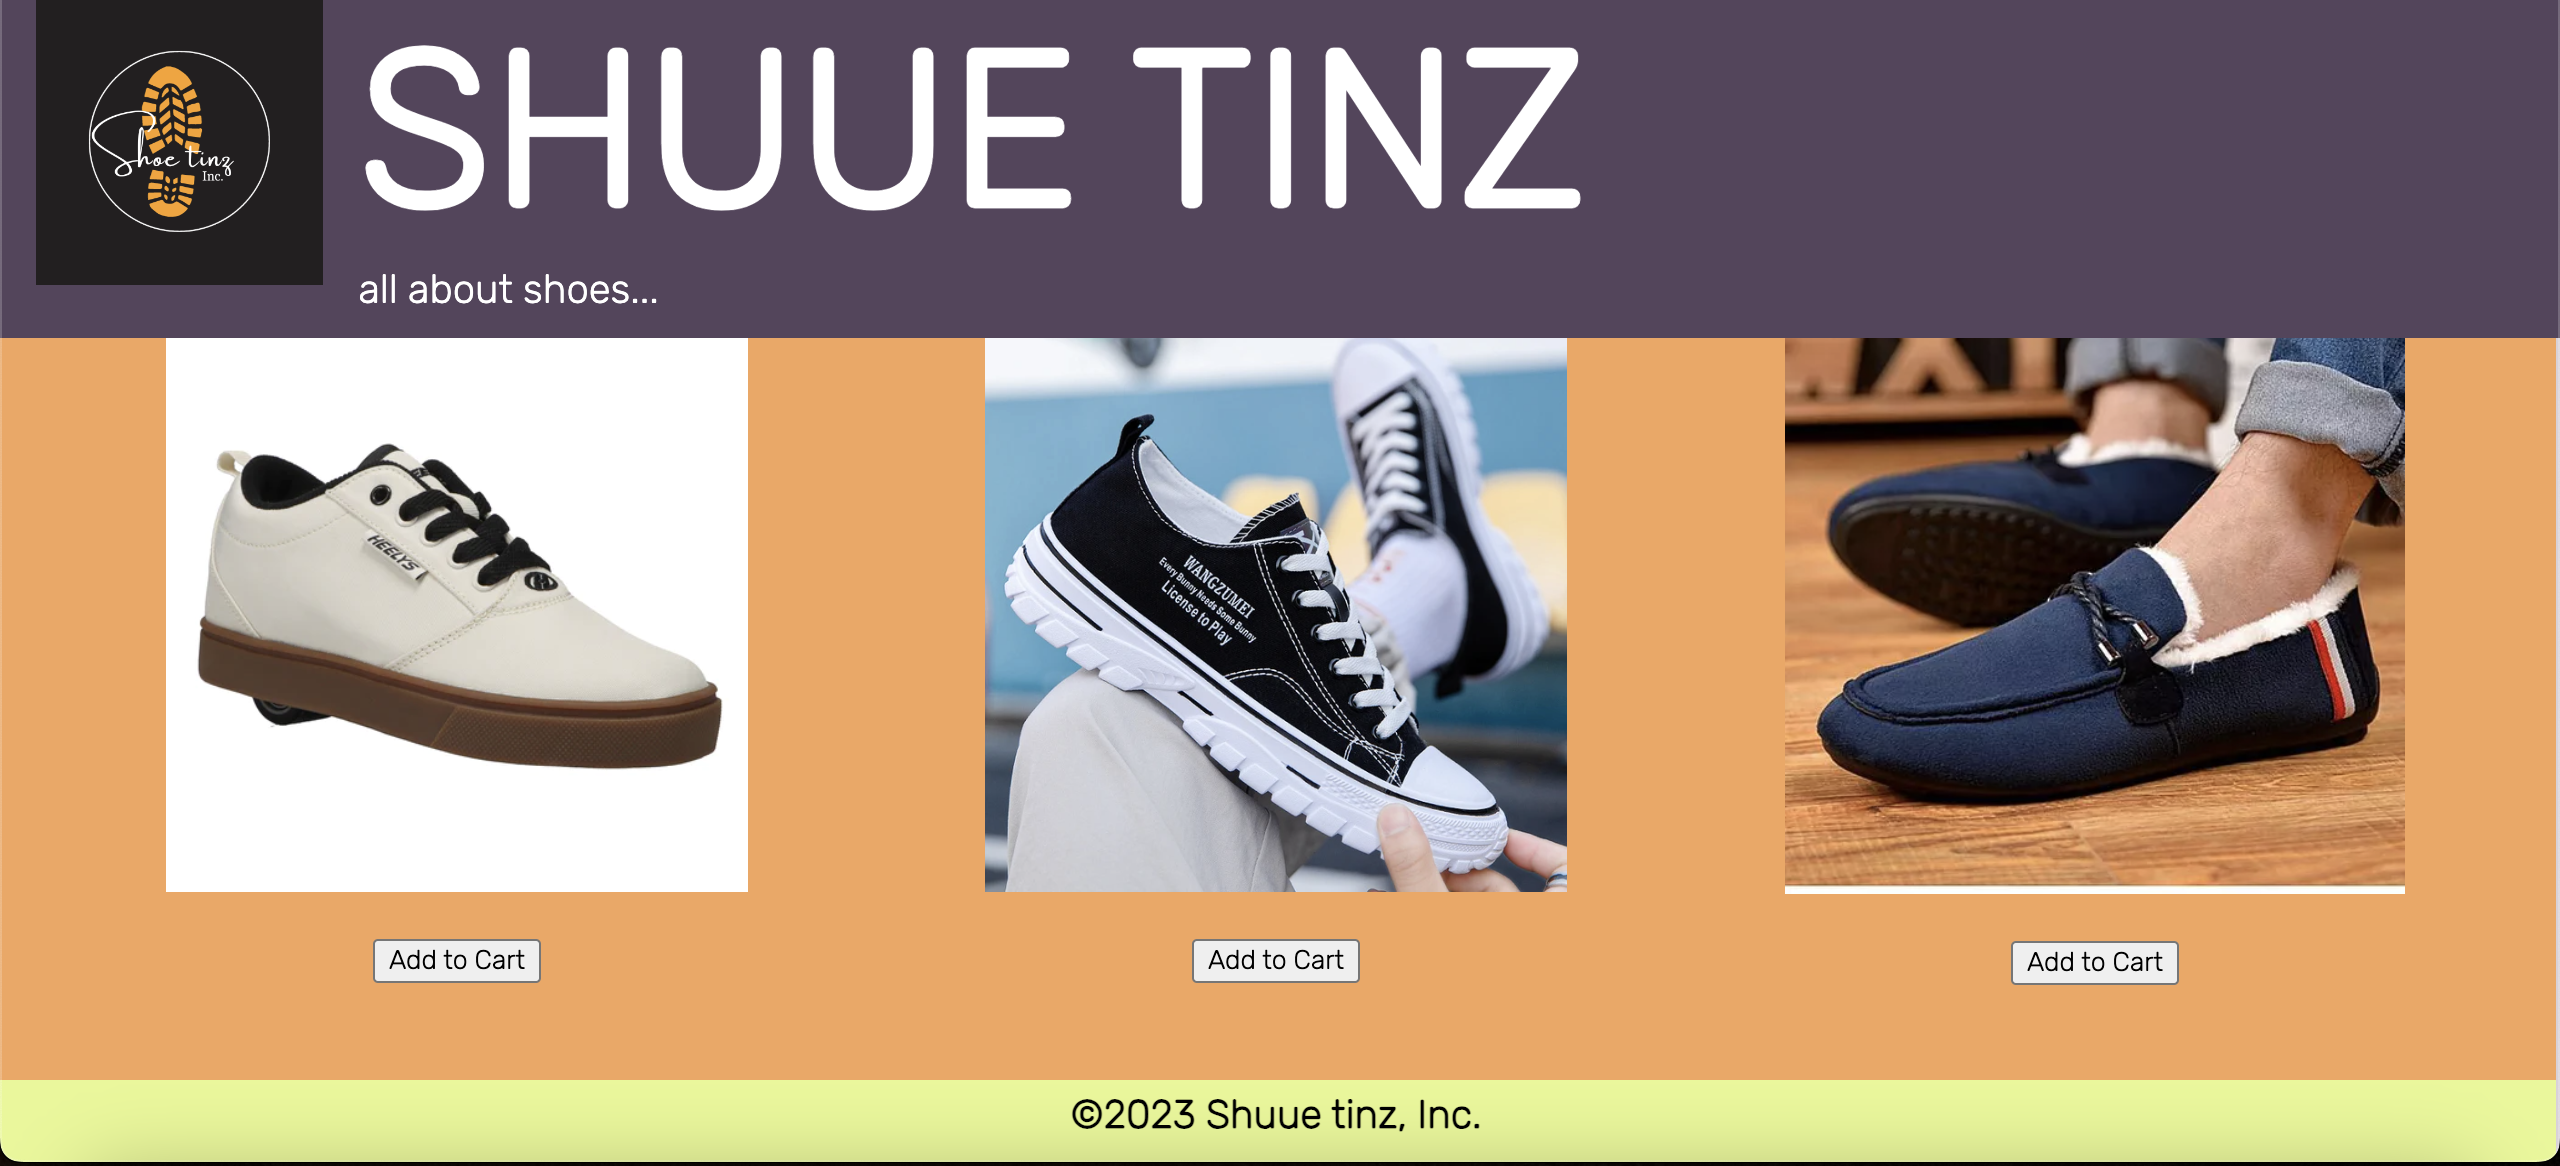 Shoe tinz
Inc.
SHUUE TINZ
all about shoes...
HEELYS
WANGZUMEI
Every Bunny Needs Some Bunny
License to Play
Add to Cart
Add to Cart
Add to Cart
©2023 Shuue tinz, Inc.